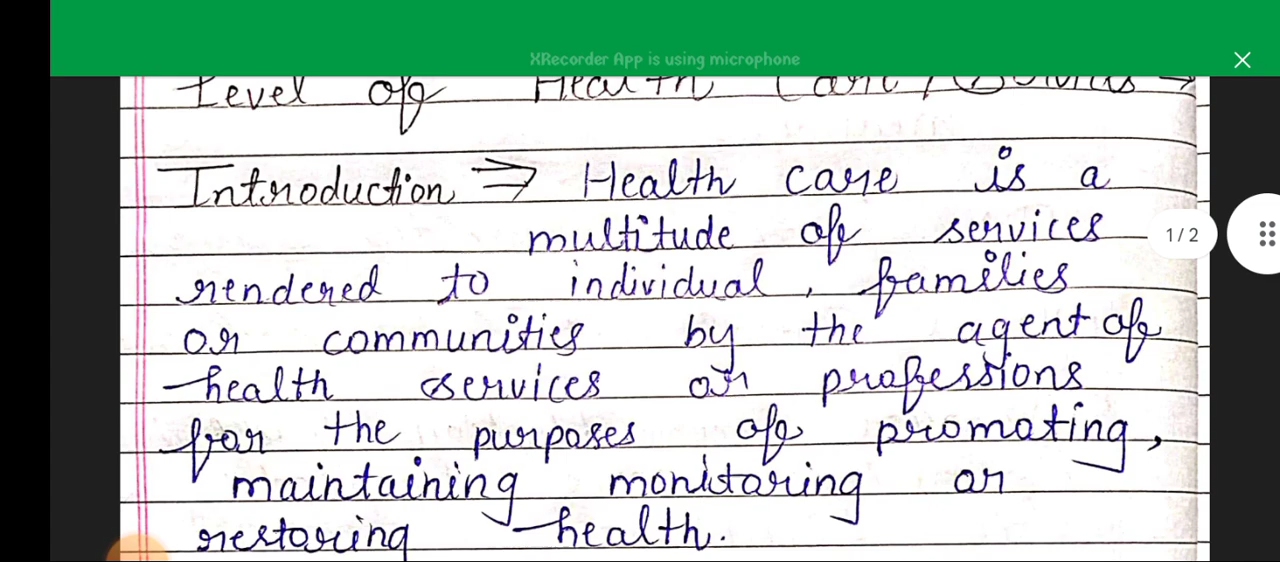 XRecorder App is using microphone
Level of Health Care /
Introduction ⇒ Health care is a
multitude of services
1 / 2
rendered to individual, families
or communities by the agent of
health services or professions
for the purposes of promoting,
maintaining monitoring or
restoring health.